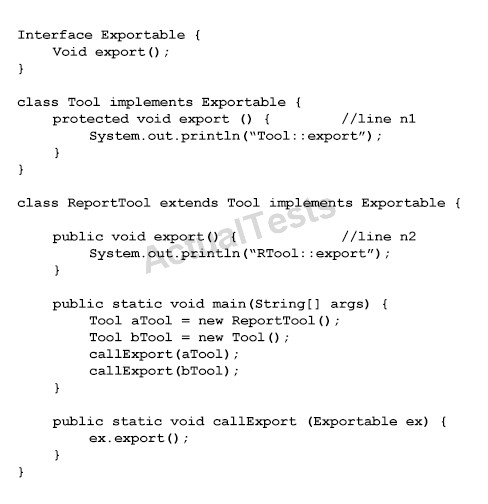 Interface Exportable {
Void export();
}
class Tool implements Exportable {
protected void export () { //line n1
System.out.println(“Tool::export”);
}
}
class ReportTool extends Tool implements Exportable {
public void export() { //line n2
System.out.println(“RTool::export”);
}
public static void main(String[] args) {
Tool aTool = new ReportTool();
Tool bTool = new Tool();
callExport(aTool);
callExport(bTool);
}
public static void callExport (Exportable ex) {
ex.export();
}
}
ActualTests